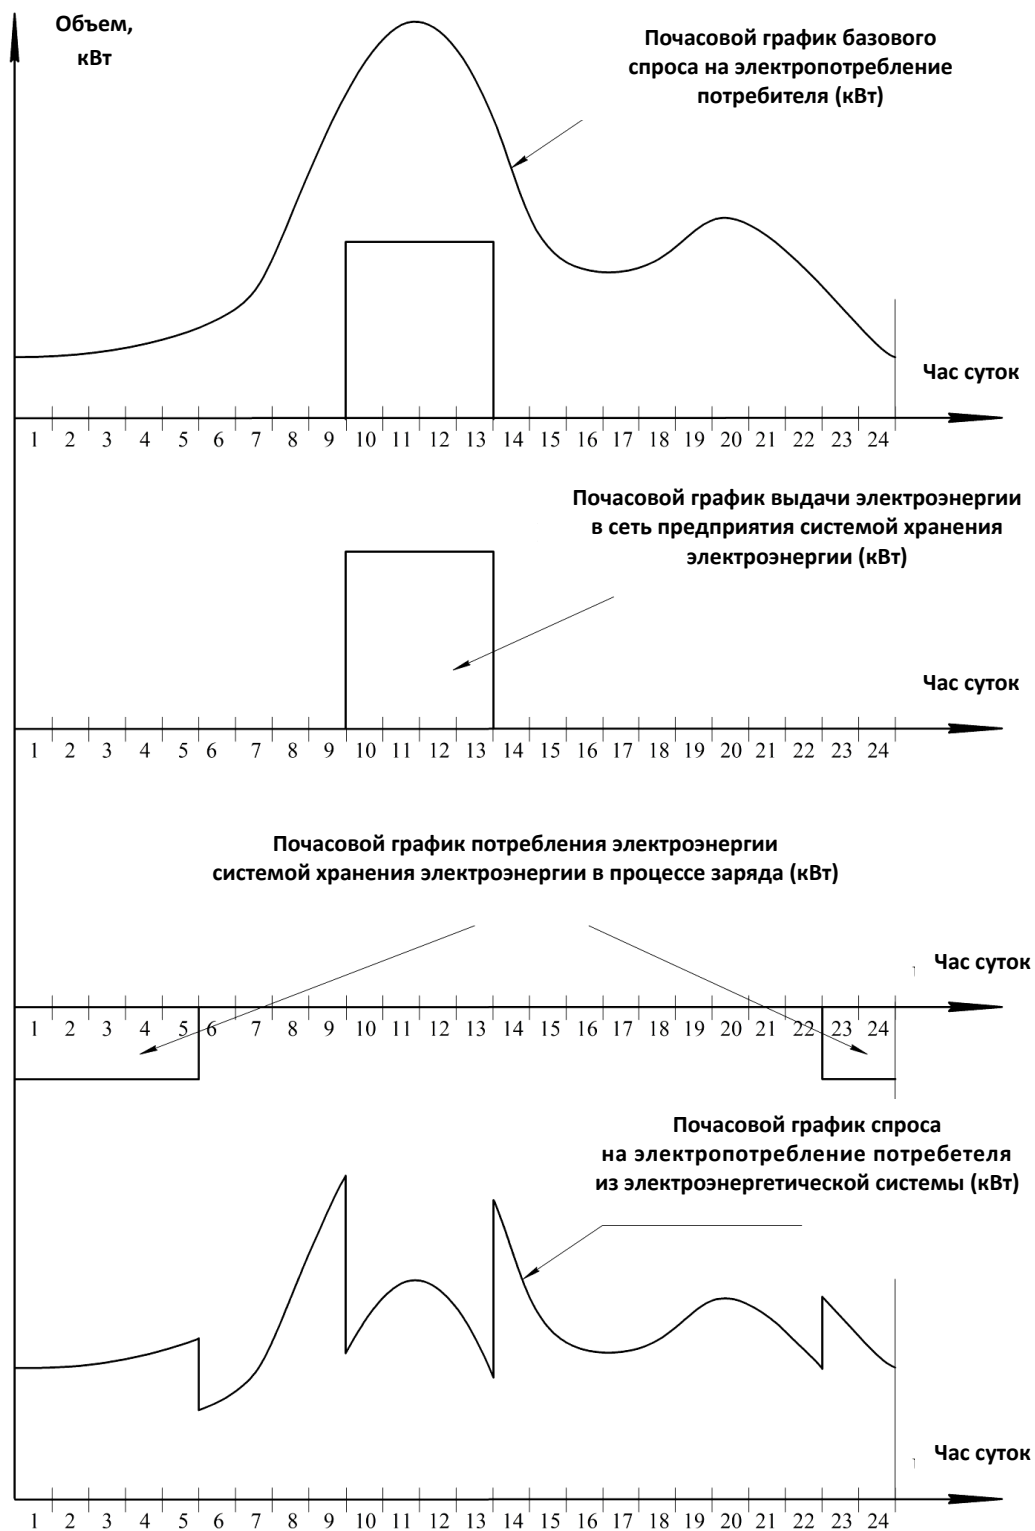 Объем,
кВт
Почасовой график базового
спроса на электропотребление
потребителя (кВт)
Час суток
1 2 3 4 5 6 7 8 9 10 11 12 13 14 15 16 17 18 19 20 21 22 23 24
Почасовой график выдачи электроэнергии
в сеть предприятия системой хранения
электроэнергии (кВт)
Час суток
1 2 3 4 5 6 7 8 9 10 11 12 13 14 15 16 17 18 19 20 21 22 23 24
Почасовой график потребления электроэнергии
системой хранения электроэнергии в процессе заряда (кВт)
Час суток
1 2 3 4 5 6 7 8 9 10 11 12 13 14 15 16 17 18 19 20 21 22 23 24
Почасовой график спроса
на электропотребление потребетеля
из электроэнергетической системы (кВт)
Час суток
1 2 3 4 5 6 7 8 9 10 11 12 13 14 15 16 17 18 19 20 21 22 23 24